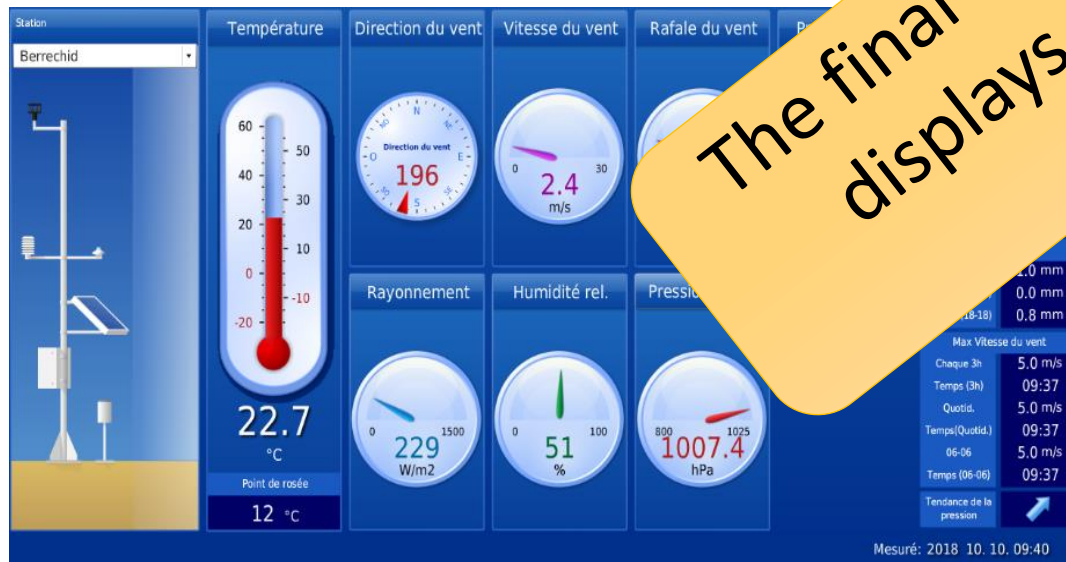 Station
Berrechid
Température
60
50
40
30
20
10
0
-10
-20
22.7
°C
Point de rosée
12 °C
Direction du vent
N
E
S
SE
SO
O
Direction du vent
196
Vitesse du vent
0
30
2.4
m/s
Rafale du vent
Rayonnement
0
1500
229
W/m2
Humidité rel.
0
100
51
%
800
1025
1007.4
hPa
The final
displays
mm
0.0 mm
0.8 mm
Max Vitesse du vent
Chaque 3h 5.0 m/s
Temps (3h) 09:37
Quotid. 5.0 m/s
Temps(Quotid.) 09:37
06-06 5.0 m/s
Temps (06-06) 09:37
Tendance de la
pression
Mesuré: 2018 10. 10. 09:40